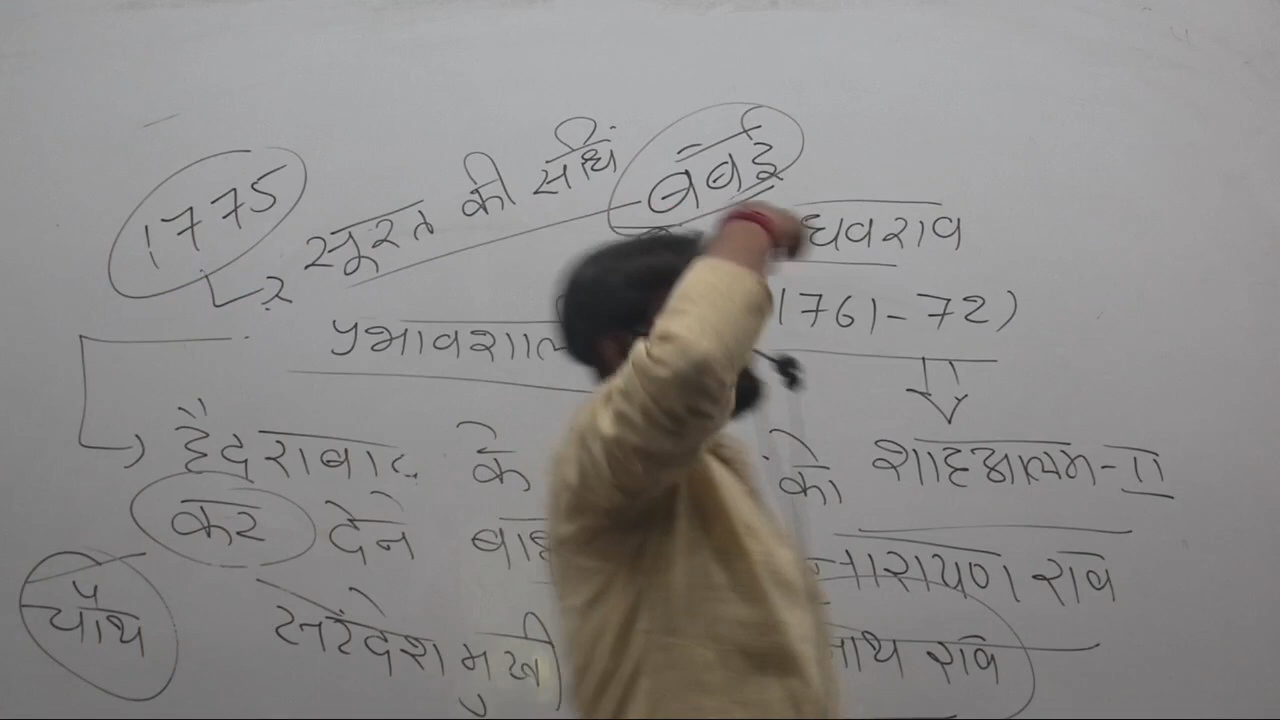 1775 सूरत की संधि बंबई
धवराव
प्रभावशाल 1761-72)
हैदराबाद के को शाहआलम-II
कर देने बाह नारायण राव
चौथ सरदेशमुखी नाथ राव